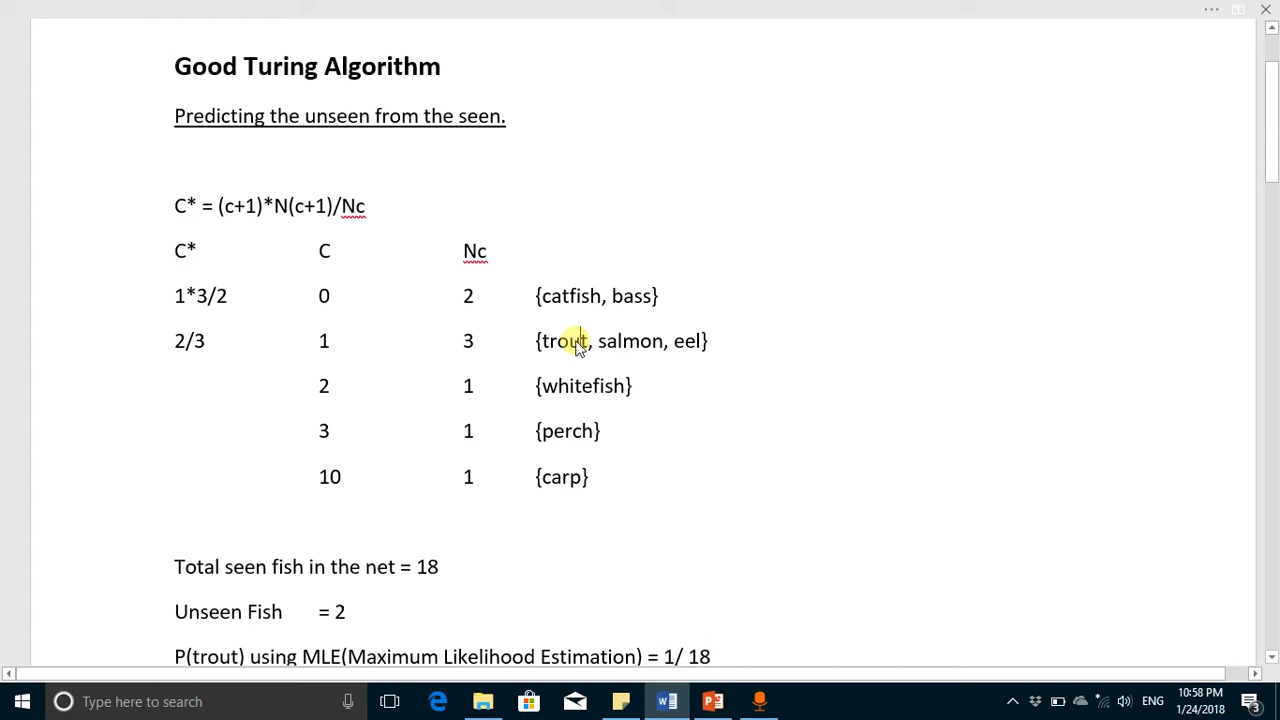 Good Turing Algorithm
Predicting the unseen from the seen.
C* = (c+1)*N(c+1)/Nc
C* C Nc
1*3/2 0 2 {catfish, bass}
2/3 1 3 {trout, salmon, eel}
2 1 {whitefish}
3 1 {perch}
10 1 {carp}
Total seen fish in the net = 18
Unseen Fish = 2
P(trout) using MLE(Maximum Likelihood Estimation) = 1/ 18
Type here to search
ENG
10:58 PM
1/24/2018
3